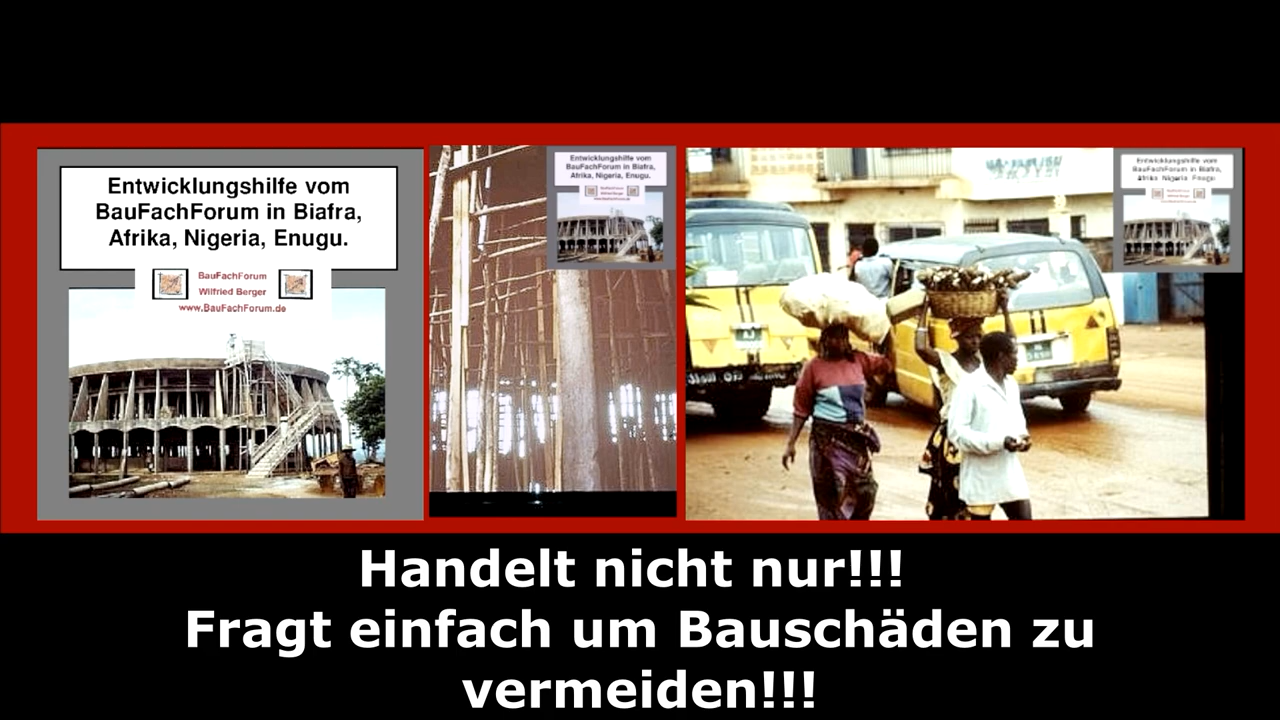 Entwicklungshilfe vom
BauFachForum in Biafra,
Afrika, Nigeria, Enugu.
BauFachForum
Wilfried Berger
www.BauFachForum.de
Entwicklungshilfe vom
BauFachForum in Biafra,
Afrika, Nigeria, Enugu.
Entwicklungshilfe vom
BauFachForum in Biafra,
Afrika, Nigeria, Enugu.
Handelt nicht nur!!!
Fragt einfach um Bauschäden zu
vermeiden!!!